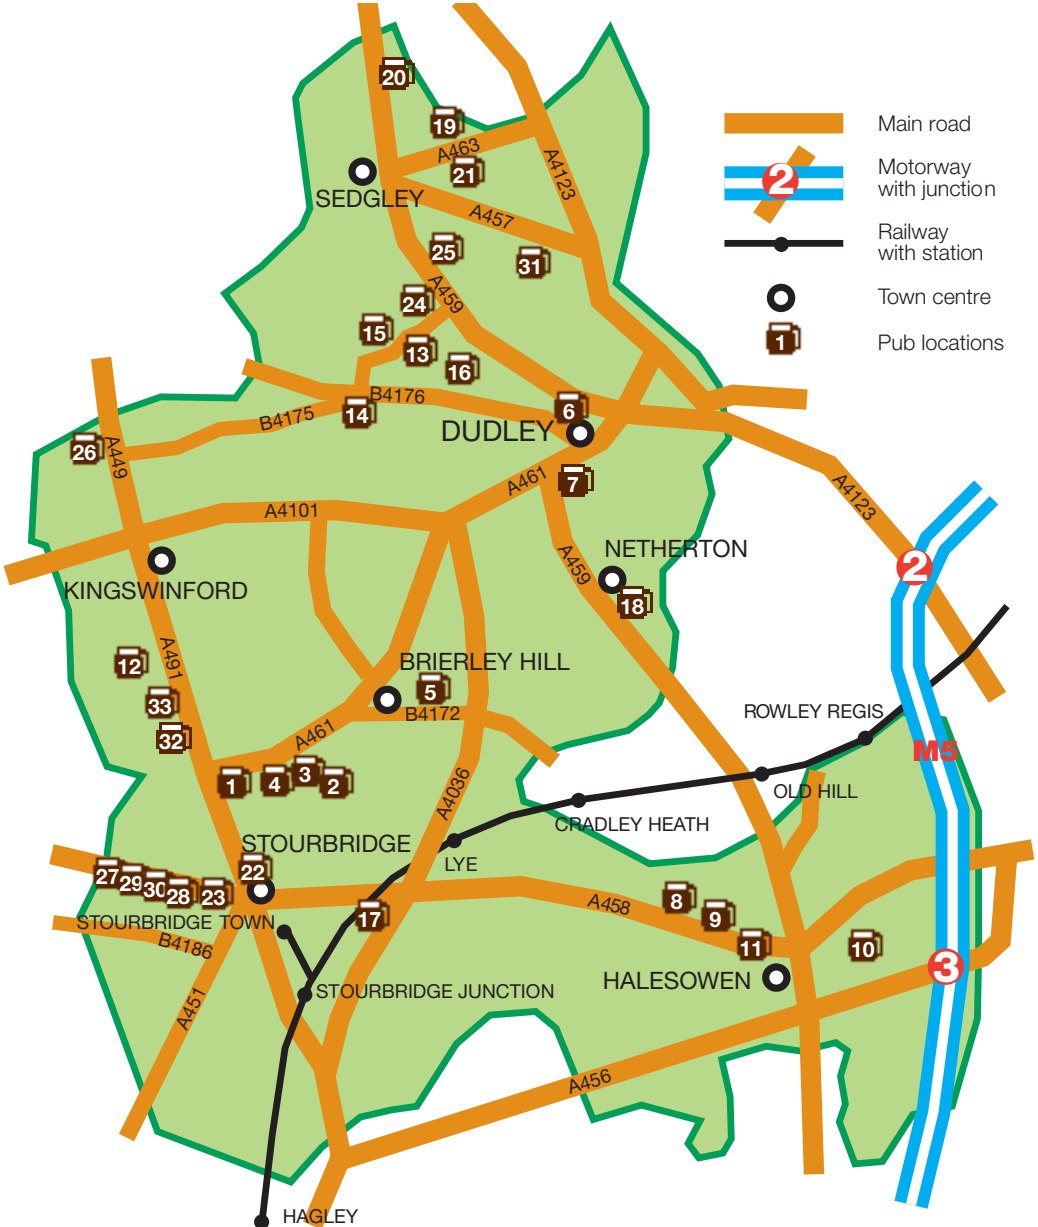 20
19
A463
21
SEDGLEY
A4123
A457
25
31
24
A459
15
13
16
B4176
14
B4175
6
26
A449
DUDLEY
7
A461
A4101
A4123
NETHERTON
A459
18
2
KINGSWINFORD
12
A491
33
32
BRIERLEY HILL
5
B4172
A461
ROWLEY REGIS
M5
1
4
3
2
A4036
OLD HILL
CRADLEY HEATH
STOURBRIDGE
LYE
22
27
29
30
28
23
STOURBRIDGE TOWN
17
A458
8
9
11
10
B4186
HALESOWEN
3
STOURBRIDGE JUNCTION
A451
A456
HAGLEY
Main road
2
Motorway
with junction
Railway
with station
Town centre
1
Pub locations